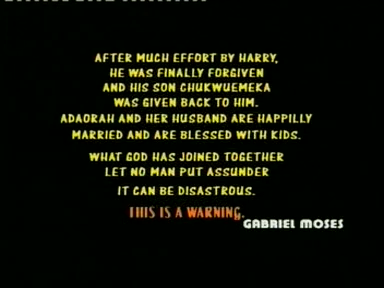 AFTER MUCH EFFORT BY HARRY,
HE WAS FINALLY FORGIVEN
AND HIS SON CHUKWUEMEKA
WAS GIVEN BACK TO HIM.
ADAORAH AND HER HUSBAND ARE HAPPILLY
MARRIED AND ARE BLESSED WITH KIDS.
WHAT GOD HAS JOINED TOGETHER
LET NO MAN PUT ASSUNDER
IT CAN BE DISASTROUS.
THIS IS A WARNING.
GABRIEL MOSES